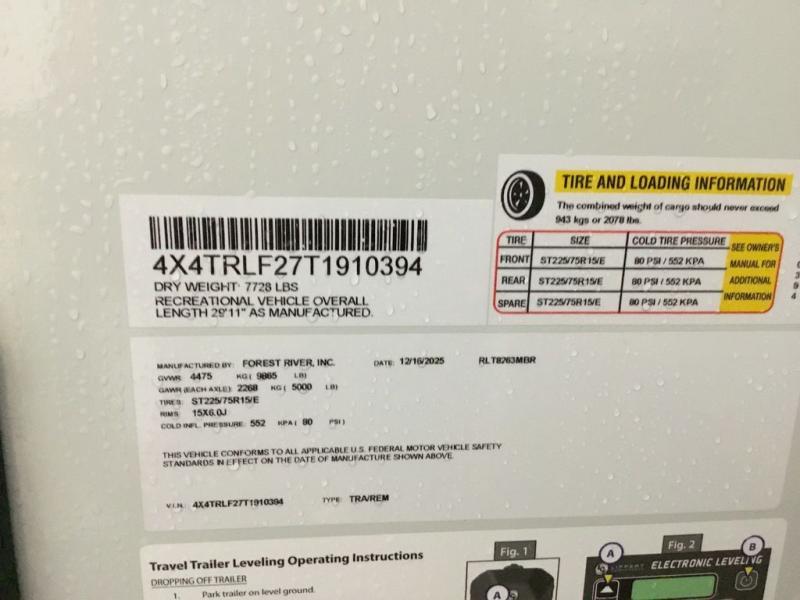 TIRE AND LOADING INFORMATION
The combined weight of cargo should never exceed
943 kgs or 2078 lbs.
TIRE SIZE COLD TIRE PRESSURE SEE OWNER'S MANUAL FOR ADDITIONAL INFORMATION
FRONT ST225/75R15/E 80 PSI / 552 KPA
REAR ST225/75R15/E 80 PSI / 552 KPA
SPARE ST225/75R15/E 80 PSI / 552 KPA
4X4TRLF27T1910394
DRY WEIGHT: 7728 LBS
RECREATIONAL VEHICLE OVERALL
LENGTH 29'11" AS MANUFACTURED.
MANUFACTURED BY: FOREST RIVER, INC. DATE: 12/16/2025 RLT8263MBR
GVWR: 4475 KG ( 9865 LB)
GAWR (EACH AXLE): 2268 KG ( 5000 LB)
TIRES: ST225/75R15/E
RIMS: 15X6.0J
COLD INFL. PRESSURE: 552 KPA ( 80 PSI)
THIS VEHICLE CONFORMS TO ALL APPLICABLE U.S. FEDERAL MOTOR VEHICLE SAFETY
STANDARDS IN EFFECT ON THE DATE OF MANUFACTURE SHOWN ABOVE.
V.I.N.: 4X4TRLF27T1910394 TYPE: TRA/REM
Travel Trailer Leveling Operating Instructions
DROPPING OFF TRAILER
1. Park trailer on level ground.
Fig. 1
A
Fig. 2
A
B
LIPPERT ELECTRONIC LEVELING